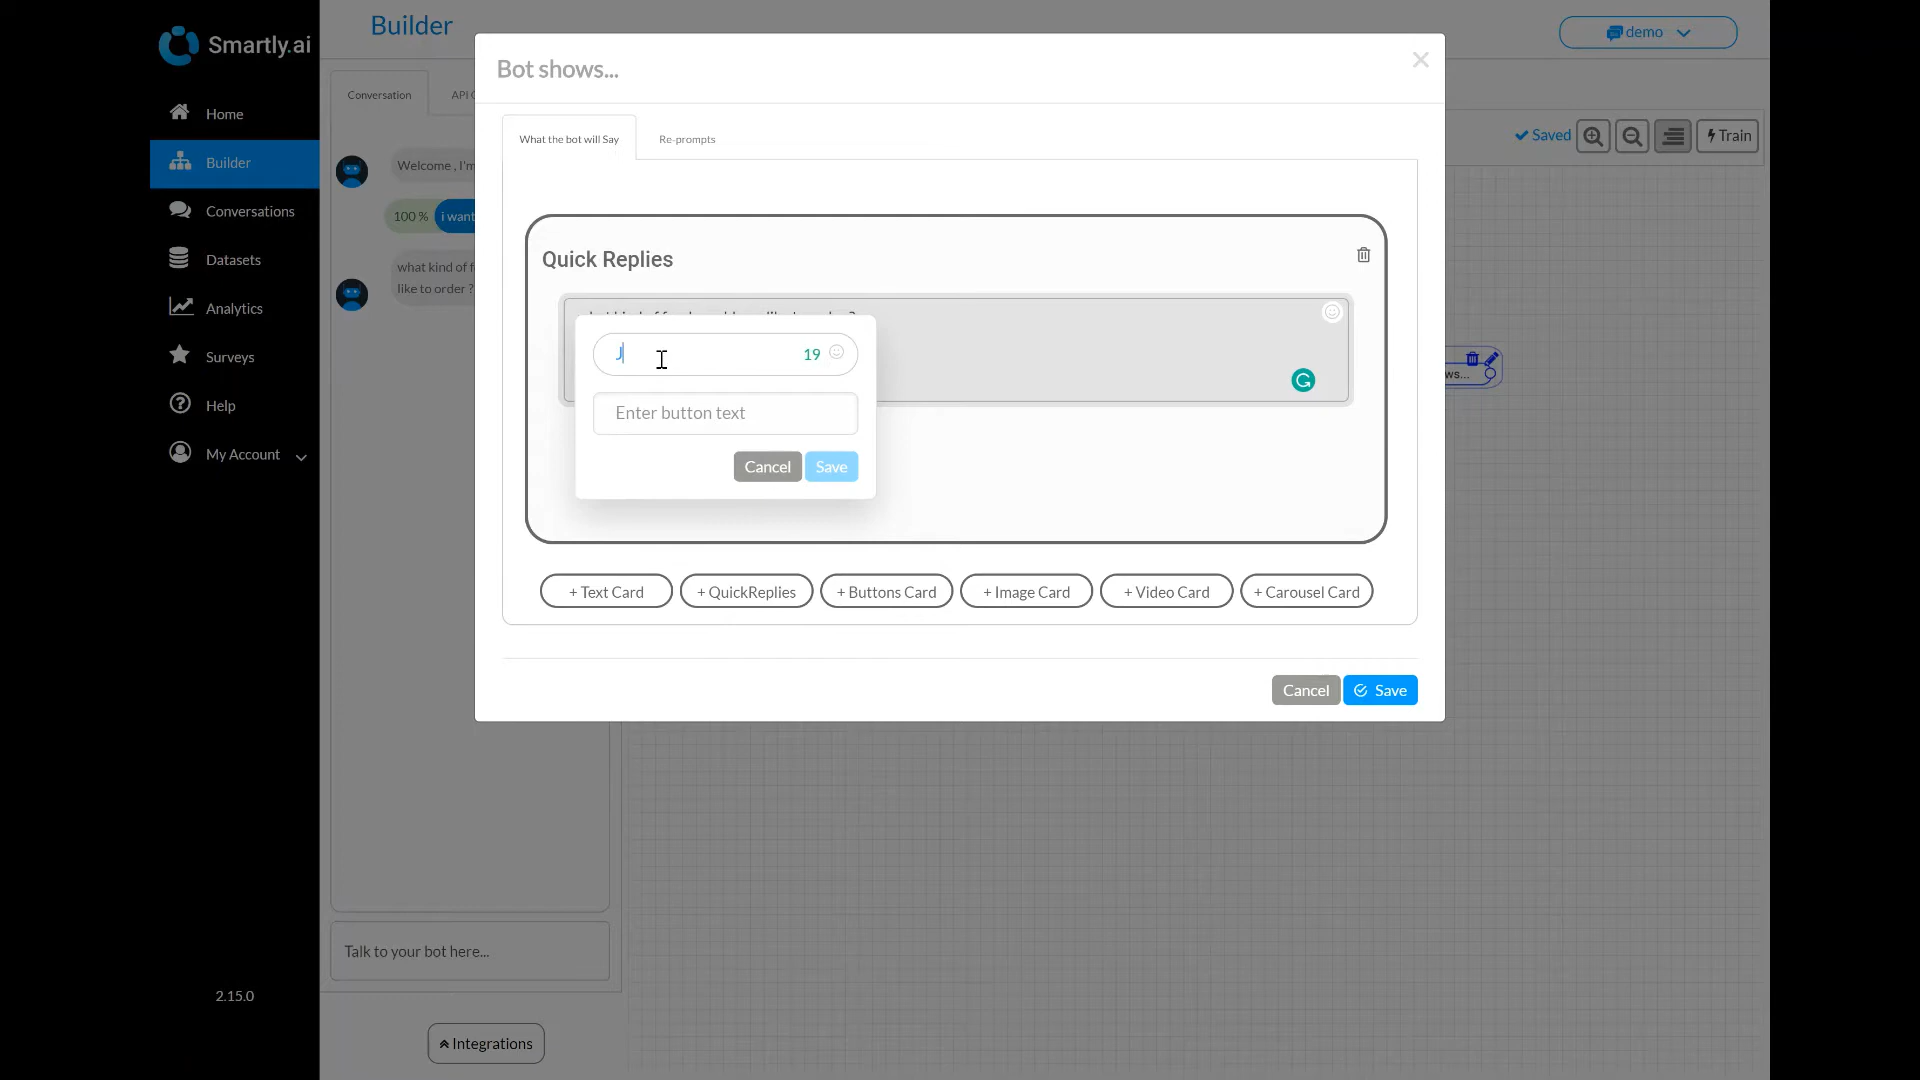 Smartly.ai
Home
Builder
Conversations
Datasets
Analytics
Surveys
Help
My Account
2.15.0
Builder
demo
Conversation
API
Welcome , I'm
100 %
i want
what kind of
like to order ?
Talk to your bot here...
Integrations
Saved
Train
Bot shows...
What the bot will Say
Re-prompts
Quick Replies
J
19
Enter button text
Cancel
Save
+ Text Card
+ QuickReplies
+ Buttons Card
+ Image Card
+ Video Card
+ Carousel Card
Cancel
Save